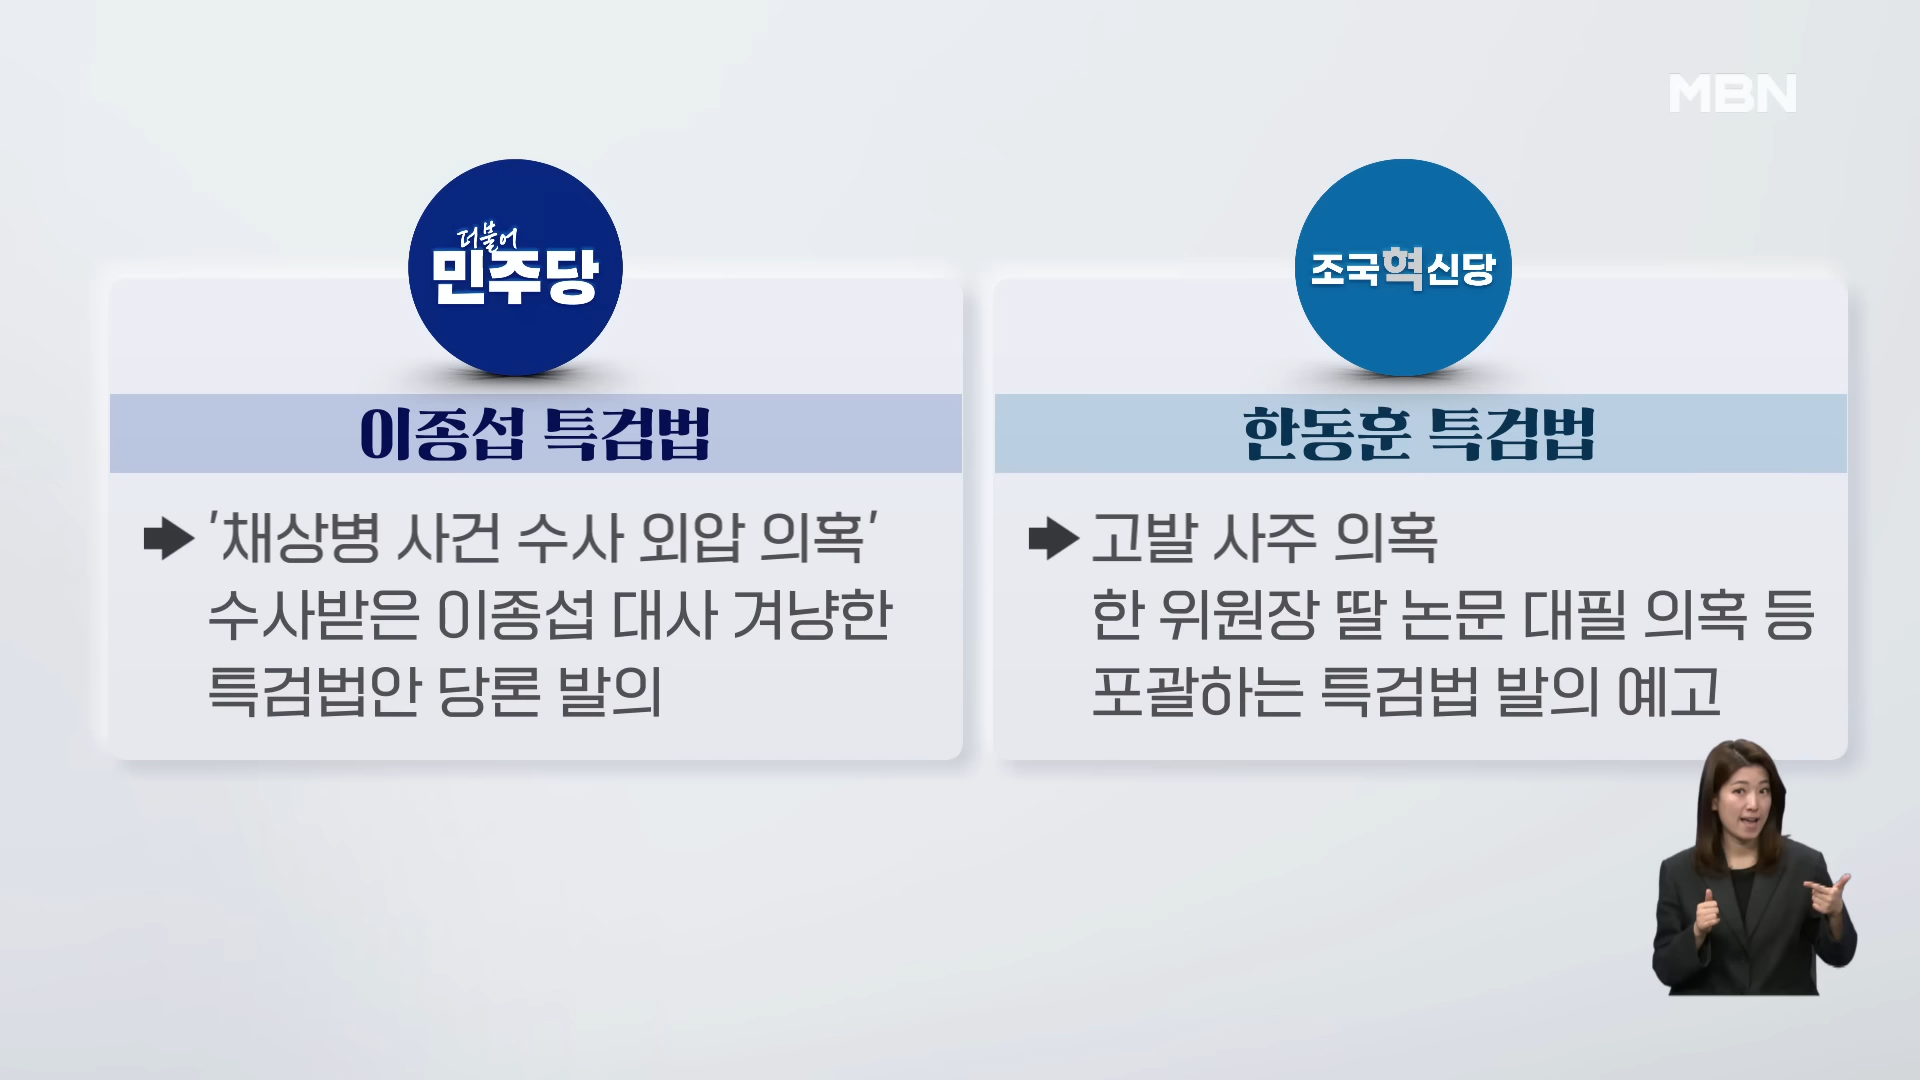 MBN
더불어
민주당
이종섭 특검법
'채상병 사건 수사 외압 의혹'
수사받은 이종섭 대사 겨냥한
특검법안 당론 발의
조국혁신당
한동훈 특검법
고발 사주 의혹
한 위원장 딸 논문 대필 의혹 등
포괄하는 특검법 발의 예고